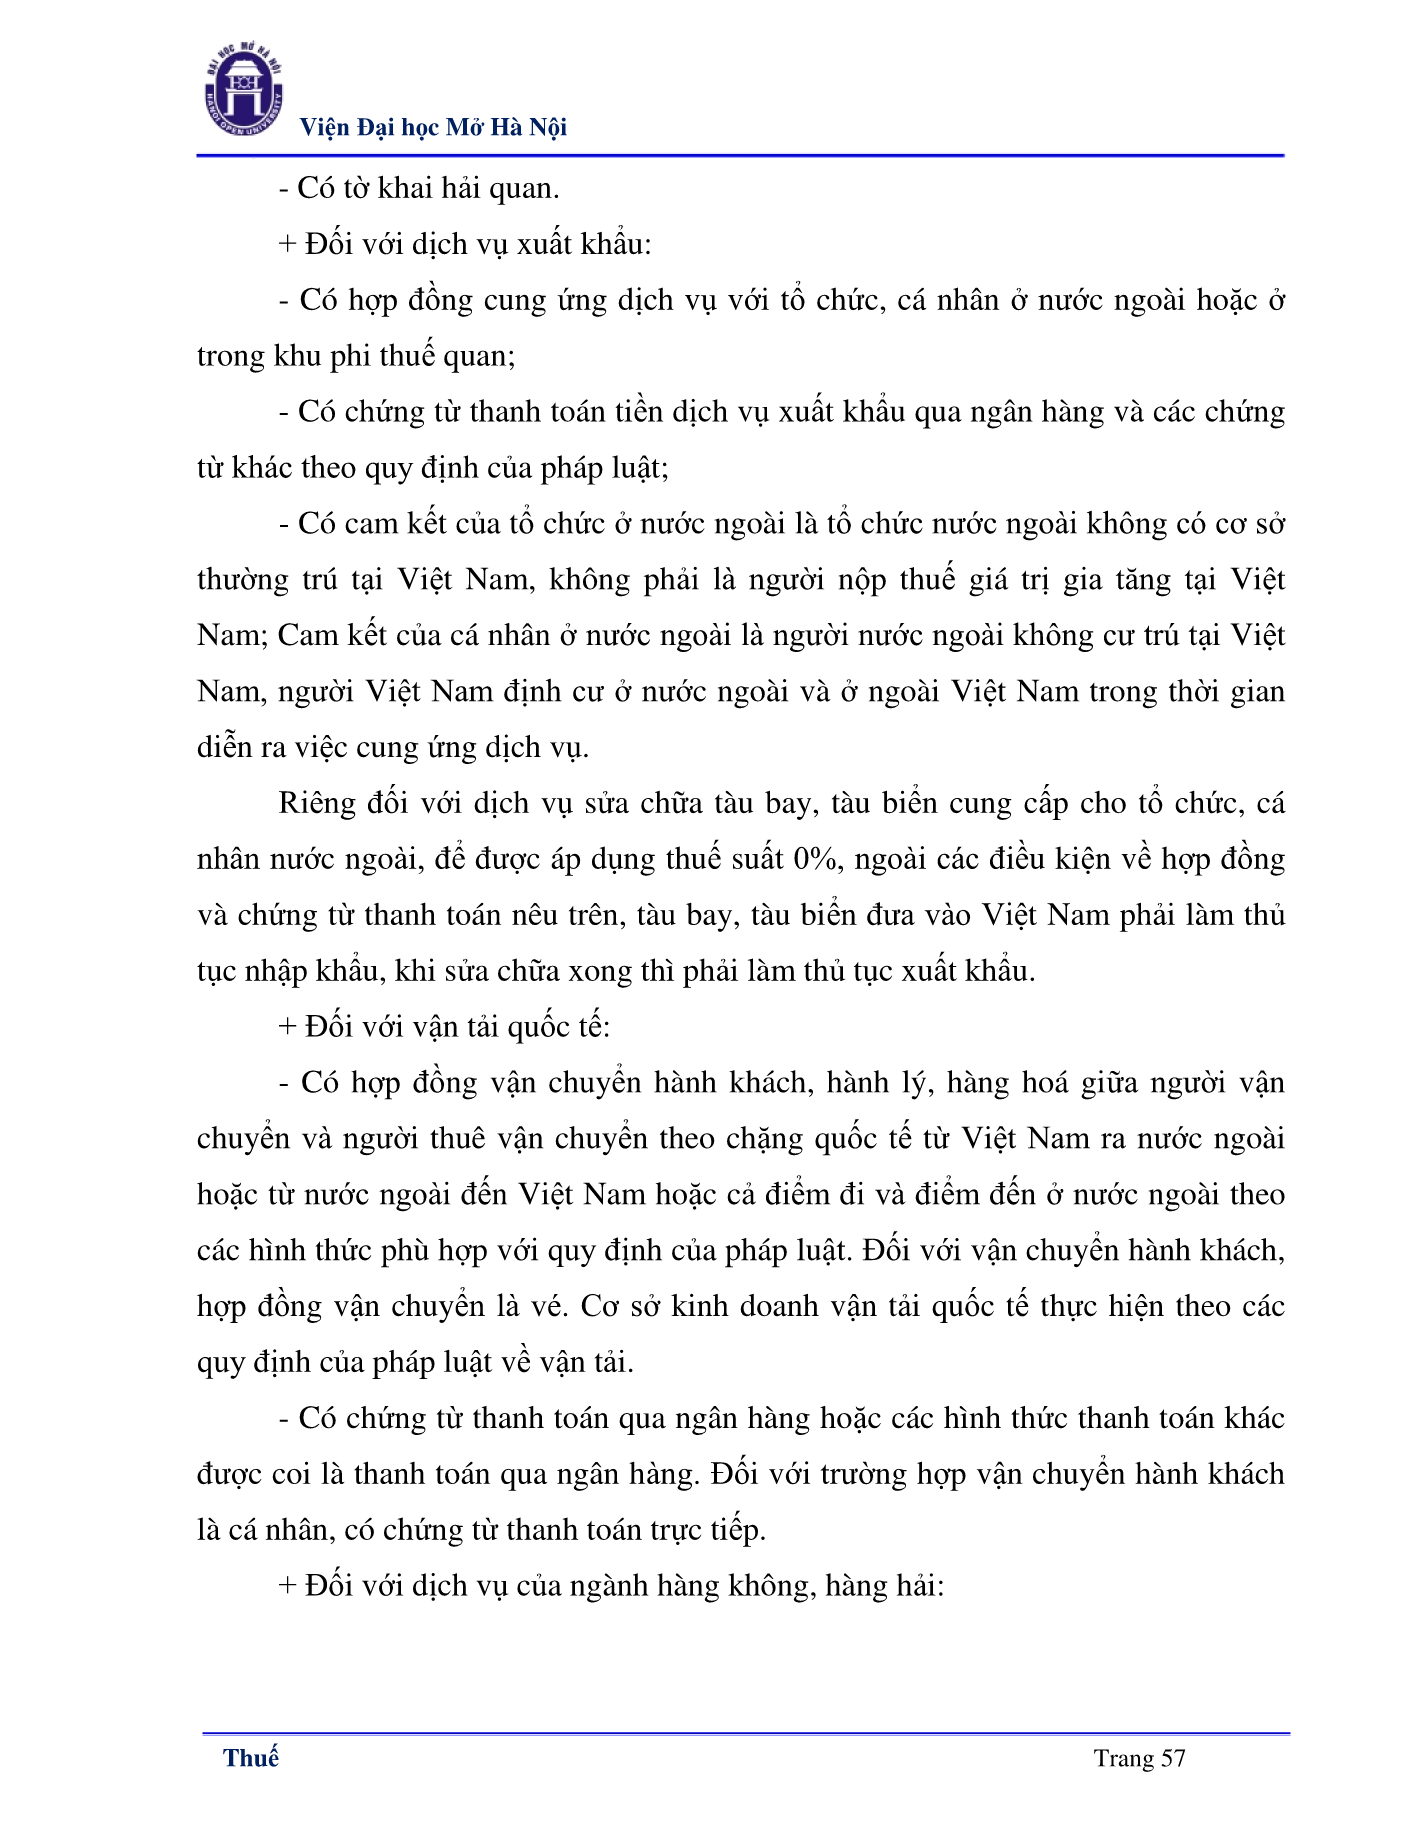 ĐẠI HỌC MỞ HÀ NỘI
HANOI OPEN UNIVERSITY
Viện Đại học Mở Hà Nội
- Có tờ khai hải quan.
+ Đối với dịch vụ xuất khẩu:
- Có hợp đồng cung ứng dịch vụ với tổ chức, cá nhân ở nước ngoài hoặc ở
trong khu phi thuế quan;
- Có chứng từ thanh toán tiền dịch vụ xuất khẩu qua ngân hàng và các chứng
từ khác theo quy định của pháp luật;
- Có cam kết của tổ chức ở nước ngoài là tổ chức nước ngoài không có cơ sở
thường trú tại Việt Nam, không phải là người nộp thuế giá trị gia tăng tại Việt
Nam; Cam kết của cá nhân ở nước ngoài là người nước ngoài không cư trú tại Việt
Nam, người Việt Nam định cư ở nước ngoài và ở ngoài Việt Nam trong thời gian
diễn ra việc cung ứng dịch vụ.
Riêng đối với dịch vụ sửa chữa tàu bay, tàu biển cung cấp cho tổ chức, cá
nhân nước ngoài, để được áp dụng thuế suất 0%, ngoài các điều kiện về hợp đồng
và chứng từ thanh toán nêu trên, tàu bay, tàu biển đưa vào Việt Nam phải làm thủ
tục nhập khẩu, khi sửa chữa xong thì phải làm thủ tục xuất khẩu.
+ Đối với vận tải quốc tế:
- Có hợp đồng vận chuyển hành khách, hành lý, hàng hoá giữa người vận
chuyển và người thuê vận chuyển theo chặng quốc tế từ Việt Nam ra nước ngoài
hoặc từ nước ngoài đến Việt Nam hoặc cả điểm đi và điểm đến ở nước ngoài theo
các hình thức phù hợp với quy định của pháp luật. Đối với vận chuyển hành khách,
hợp đồng vận chuyển là vé. Cơ sở kinh doanh vận tải quốc tế thực hiện theo các
quy định của pháp luật về vận tải.
- Có chứng từ thanh toán qua ngân hàng hoặc các hình thức thanh toán khác
được coi là thanh toán qua ngân hàng. Đối với trường hợp vận chuyển hành khách
là cá nhân, có chứng từ thanh toán trực tiếp.
+ Đối với dịch vụ của ngành hàng không, hàng hải:
Thuế
Trang 57